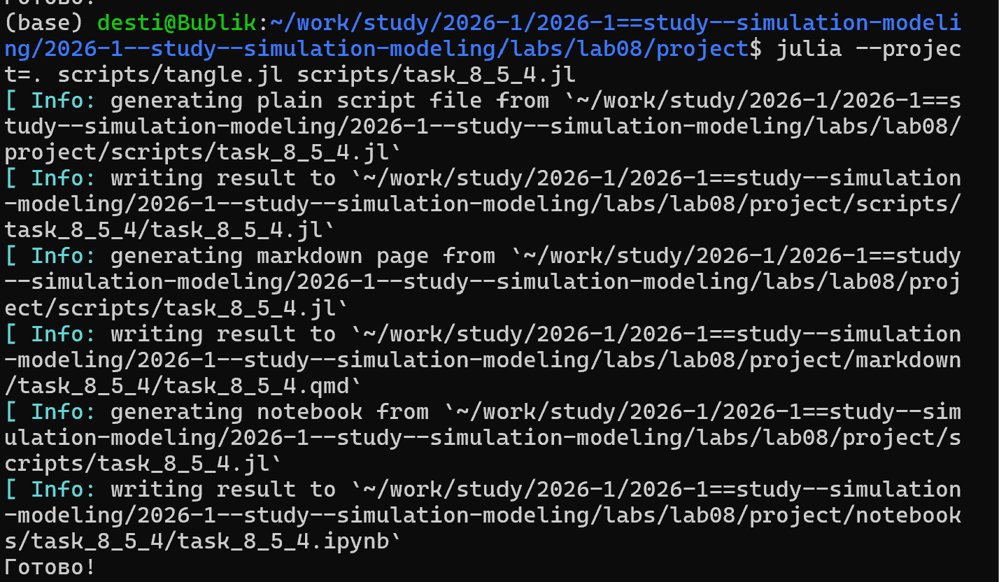 Готово!
(base) desti@Bublik:~/work/study/2026-1/2026-1==study--simulation-modeli
ng/2026-1--study--simulation-modeling/labs/lab08/project$ julia --projec
t=. scripts/tangle.jl scripts/task_8_5_4.jl
[ Info: generating plain script file from `~/work/study/2026-1/2026-1==s
tudy--simulation-modeling/2026-1--study--simulation-modeling/labs/lab08/
project/scripts/task_8_5_4.jl`
[ Info: writing result to `~/work/study/2026-1/2026-1==study--simulation
-modeling/2026-1--study--simulation-modeling/labs/lab08/project/scripts/
task_8_5_4/task_8_5_4.jl`
[ Info: generating markdown page from `~/work/study/2026-1/2026-1==study
--simulation-modeling/2026-1--study--simulation-modeling/labs/lab08/proj
ect/scripts/task_8_5_4.jl`
[ Info: writing result to `~/work/study/2026-1/2026-1==study--simulation
-modeling/2026-1--study--simulation-modeling/labs/lab08/project/markdown
/task_8_5_4/task_8_5_4.qmd`
[ Info: generating notebook from `~/work/study/2026-1/2026-1==study--sim
ulation-modeling/2026-1--study--simulation-modeling/labs/lab08/project/s
cripts/task_8_5_4.jl`
[ Info: writing result to `~/work/study/2026-1/2026-1==study--simulation
-modeling/2026-1--study--simulation-modeling/labs/lab08/project/notebook
s/task_8_5_4/task_8_5_4.ipynb`
Готово!